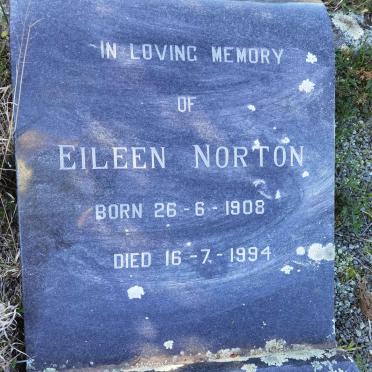 IN LOVING MEMORY
OF
EILEEN NORTON
BORN 26-6-1908
DIED 16-7-1994